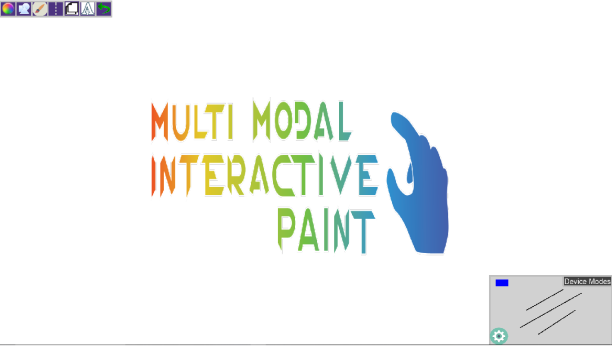 MULTI MODAL
INTERACTIVE
PAINT
Device Modes